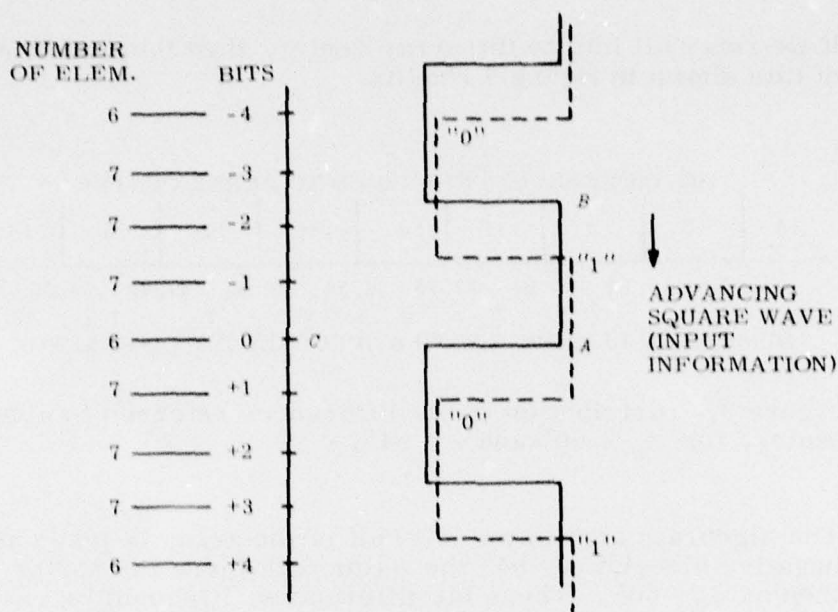 NUMBER
OF ELEM.
BITS
6 -4
7 -3
7 -2
7 -1
6 0 C
7 +1
7 +2
7 +3
6 +4
"0"
B
"1"
A
"0"
"1"
ADVANCING
SQUARE WAVE
(INPUT
INFORMATION)